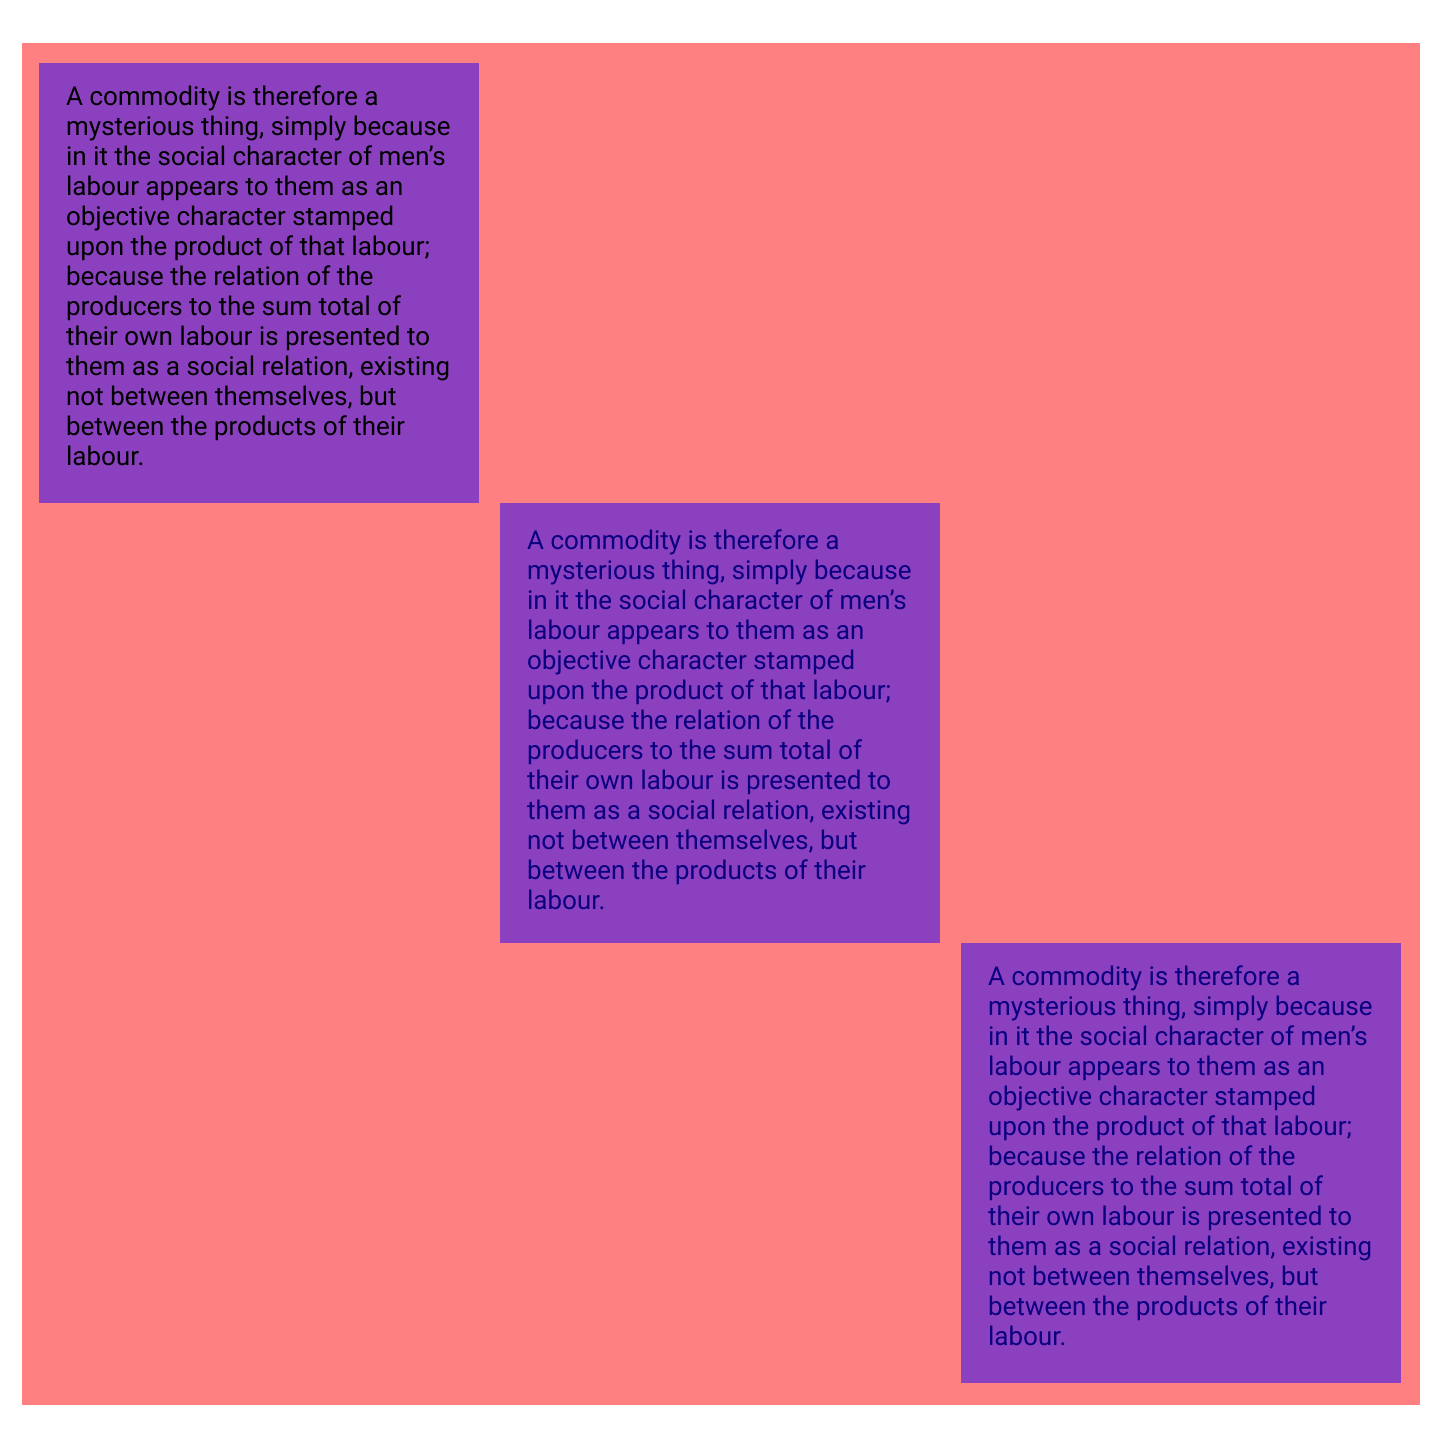 A commodity is therefore a
mysterious thing, simply because
in it the social character of men’s
labour appears to them as an
objective character stamped
upon the product of that labour;
because the relation of the
producers to the sum total of
their own labour is presented to
them as a social relation, existing
not between themselves, but
between the products of their
labour.
A commodity is therefore a
mysterious thing, simply because
in it the social character of men’s
labour appears to them as an
objective character stamped
upon the product of that labour;
because the relation of the
producers to the sum total of
their own labour is presented to
them as a social relation, existing
not between themselves, but
between the products of their
labour.
A commodity is therefore a
mysterious thing, simply because
in it the social character of men’s
labour appears to them as an
objective character stamped
upon the product of that labour;
because the relation of the
producers to the sum total of
their own labour is presented to
them as a social relation, existing
not between themselves, but
between the products of their
labour.